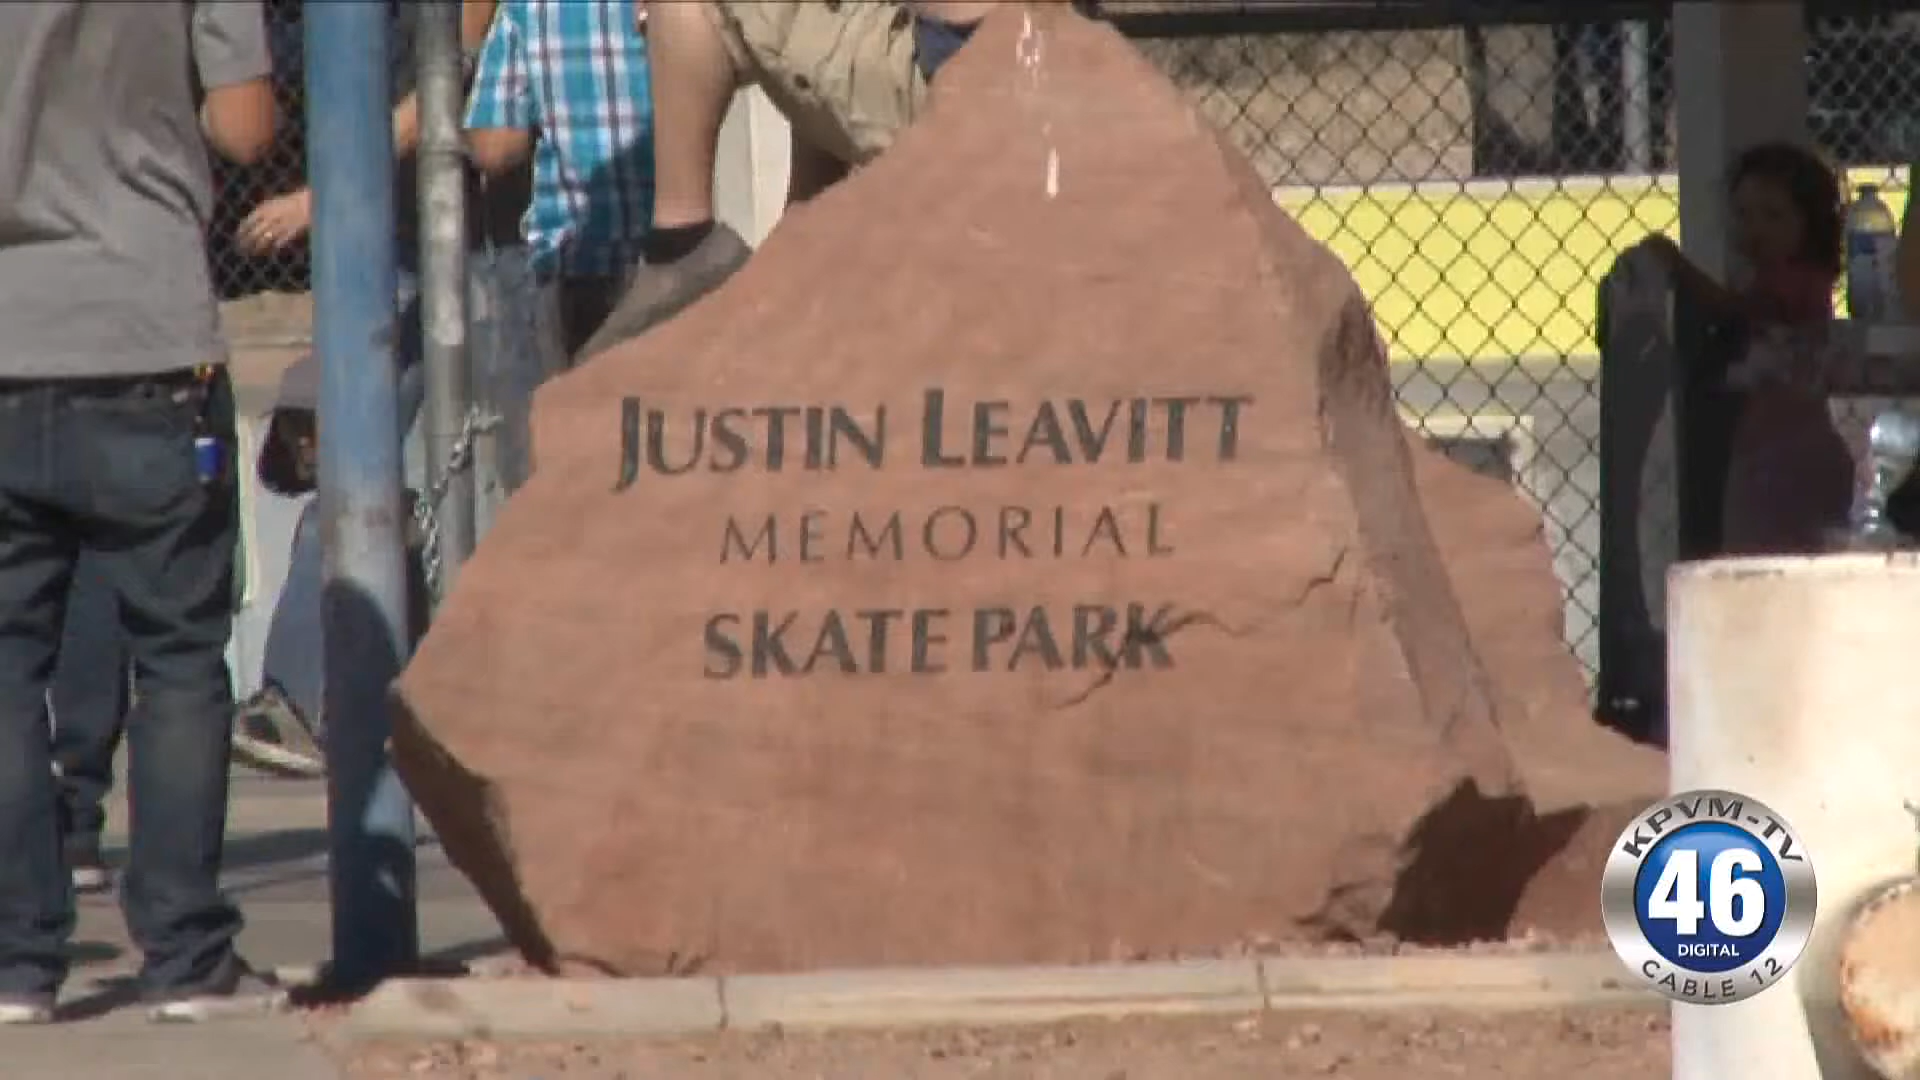 JUSTIN LEAVITT
MEMORIAL
SKATE PARK
KPVM-TV
46
DIGITAL
CABLE 12